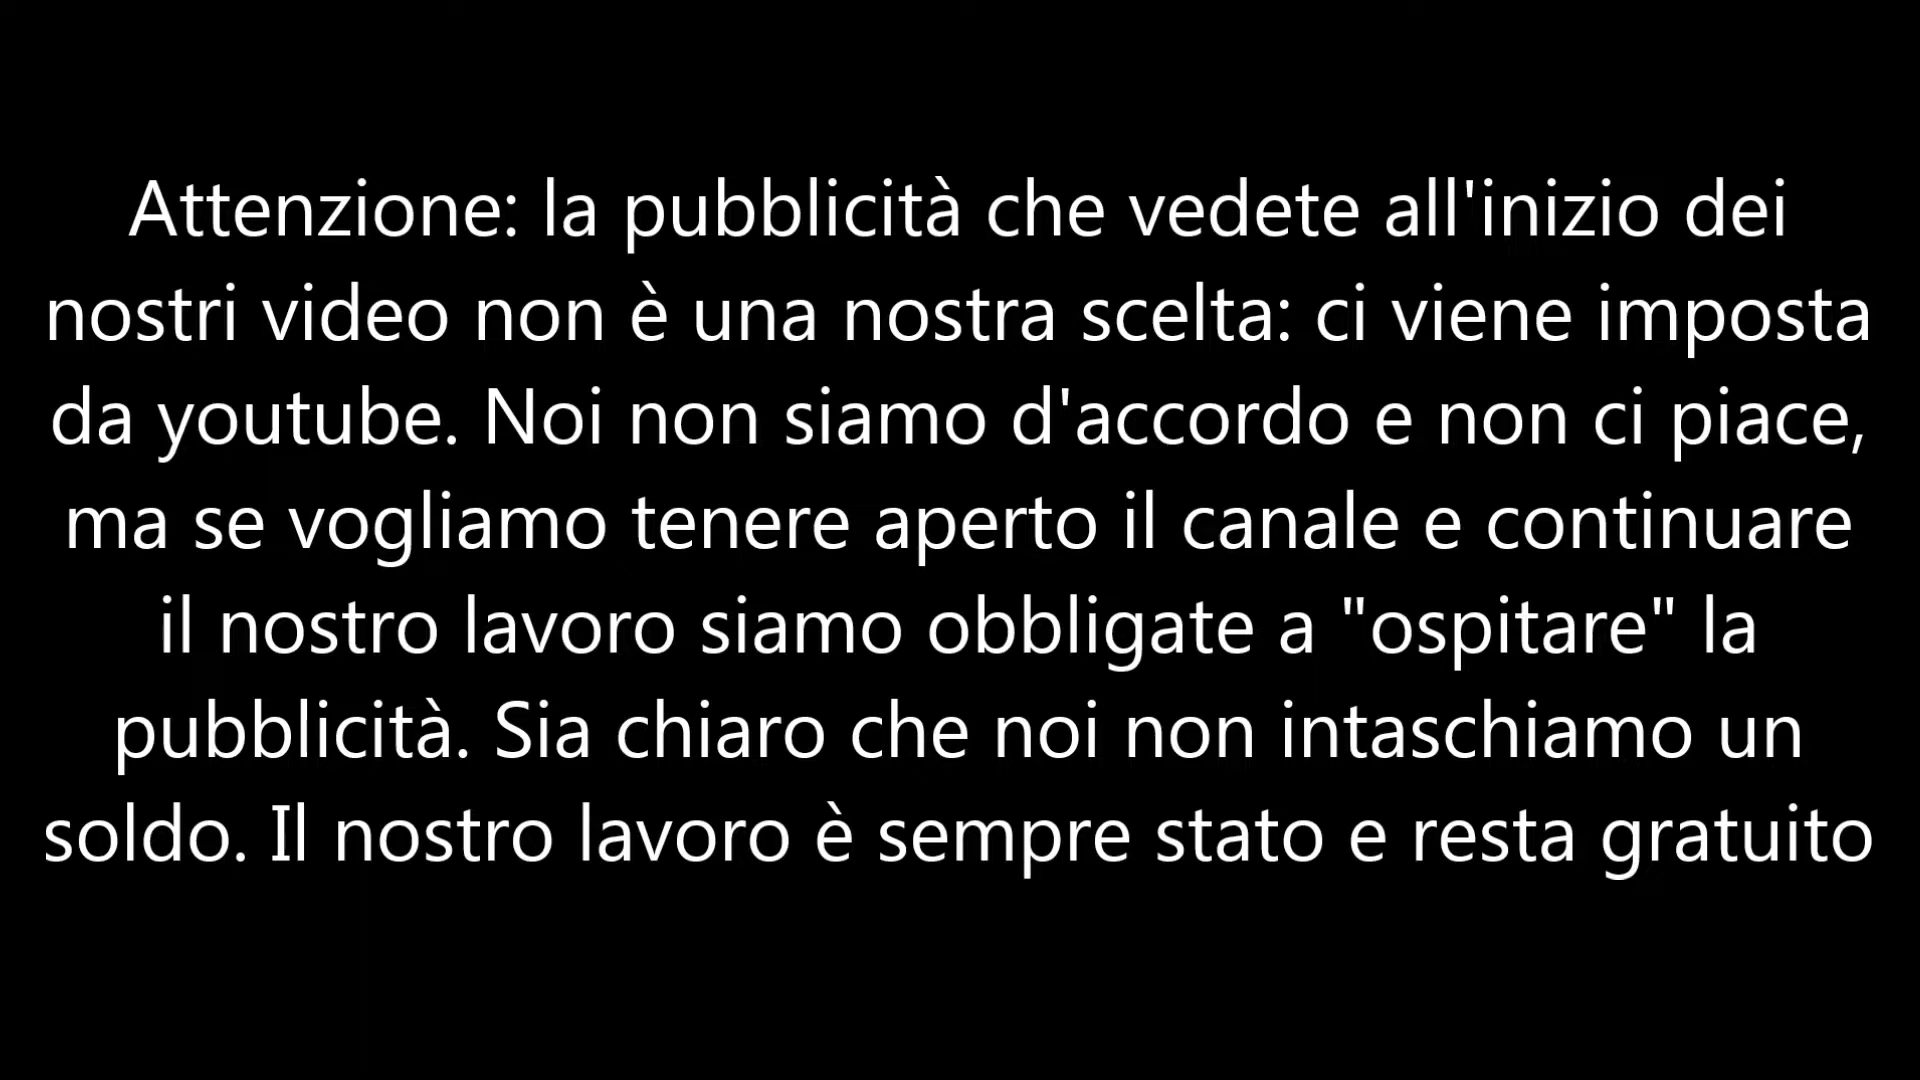 Attenzione: la pubblicità che vedete all'inizio dei
nostri video non è una nostra scelta: ci viene imposta
da youtube. Noi non siamo d'accordo e non ci piace,
ma se vogliamo tenere aperto il canale e continuare
il nostro lavoro siamo obbligate a "ospitare" la
pubblicità. Sia chiaro che noi non intaschiamo un
soldo. Il nostro lavoro è sempre stato e resta gratuito